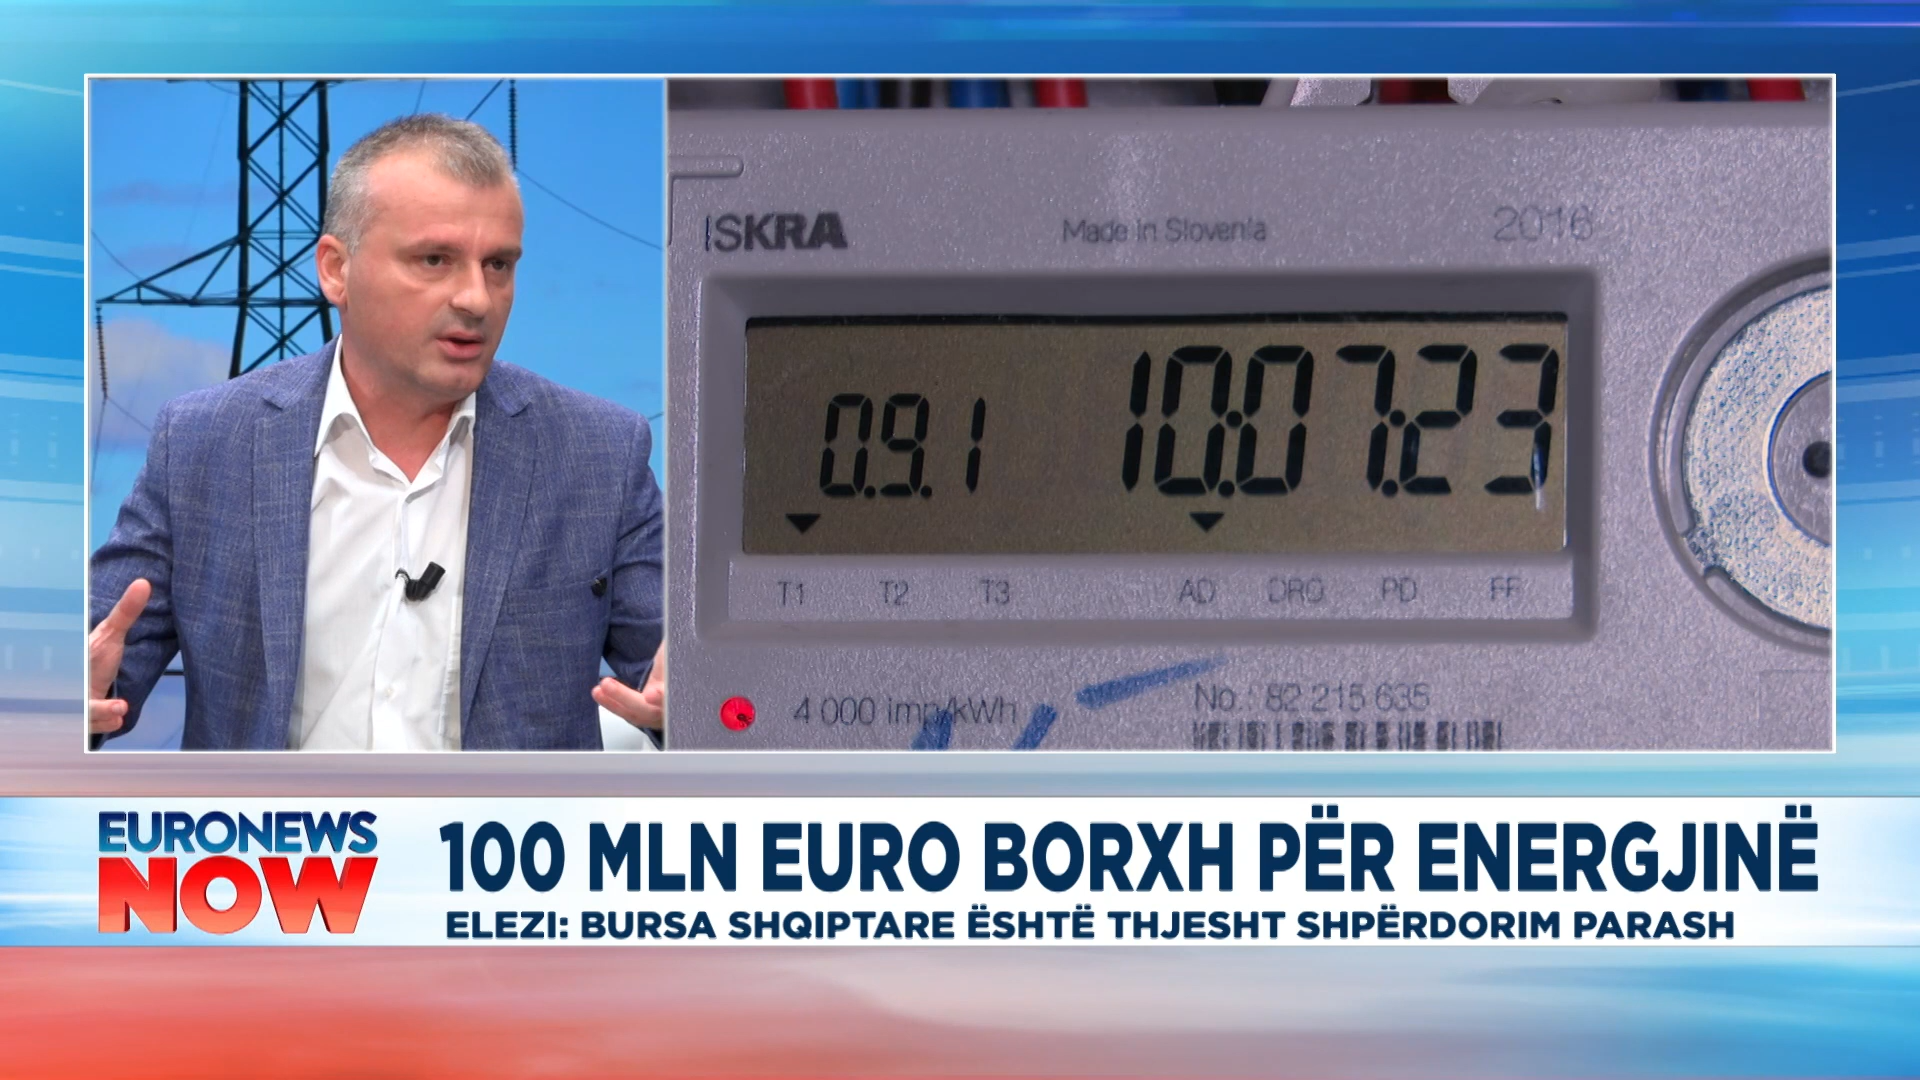 ISKRA
Made in Slovenia
2016
0.9.1 10:07:23
T1 T2 T3 AD DRO PD FF
4 000 imp/kWh
No.: 82 215 635
EURONEWS
NOW
100 MLN EURO BORXH PËR ENERGJINË
ELEZI: BURSA SHQIPTARE ËSHTË THJESHT SHPËRDORIM PARASH